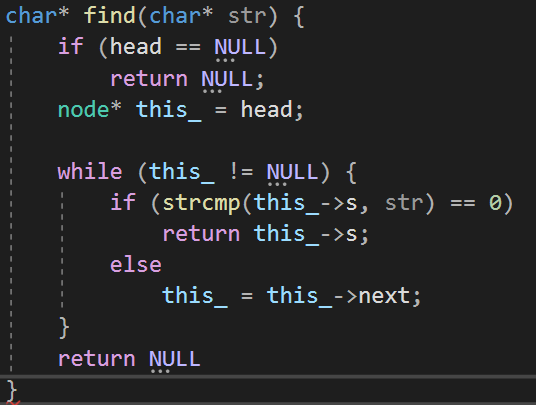 char* find(char* str) {
if (head == NULL)
return NULL;
node* this_ = head;
while (this_ != NULL) {
if (strcmp(this_->s, str) == 0)
return this_->s;
else
this_ = this_->next;
}
return NULL
}